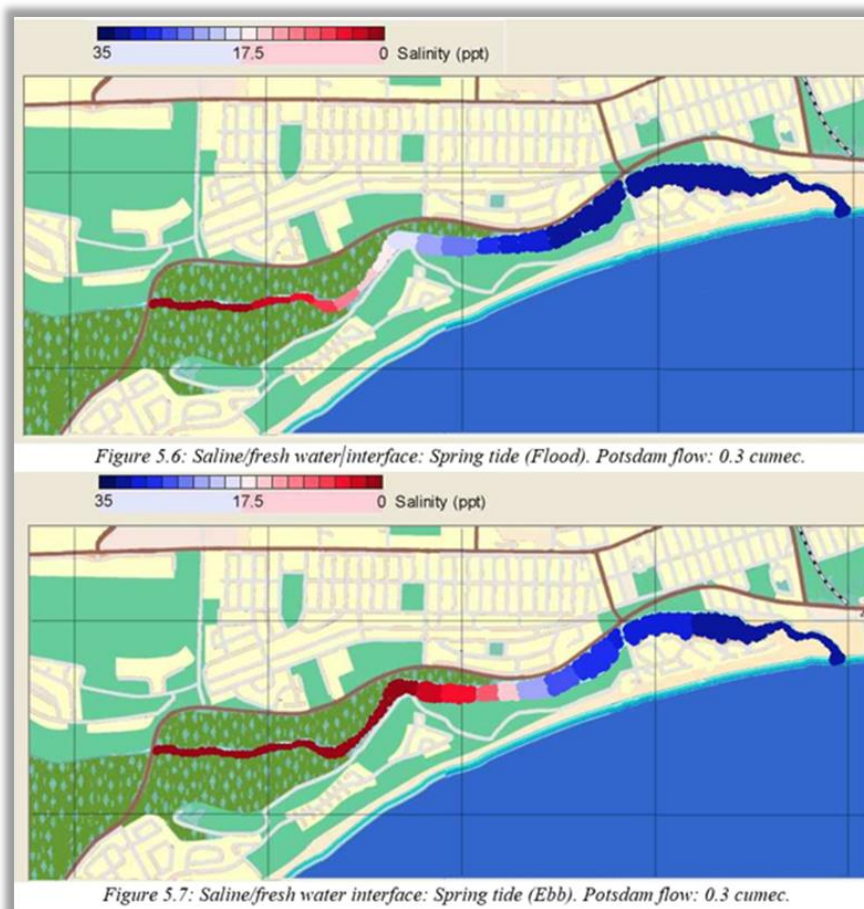 35 17.5 0 Salinity (ppt)
Figure 5.6: Saline/fresh water interface: Spring tide (Flood). Potsdam flow: 0.3 cumec.
35 17.5 0 Salinity (ppt)
Figure 5.7: Saline/fresh water interface: Spring tide (Ebb). Potsdam flow: 0.3 cumec.